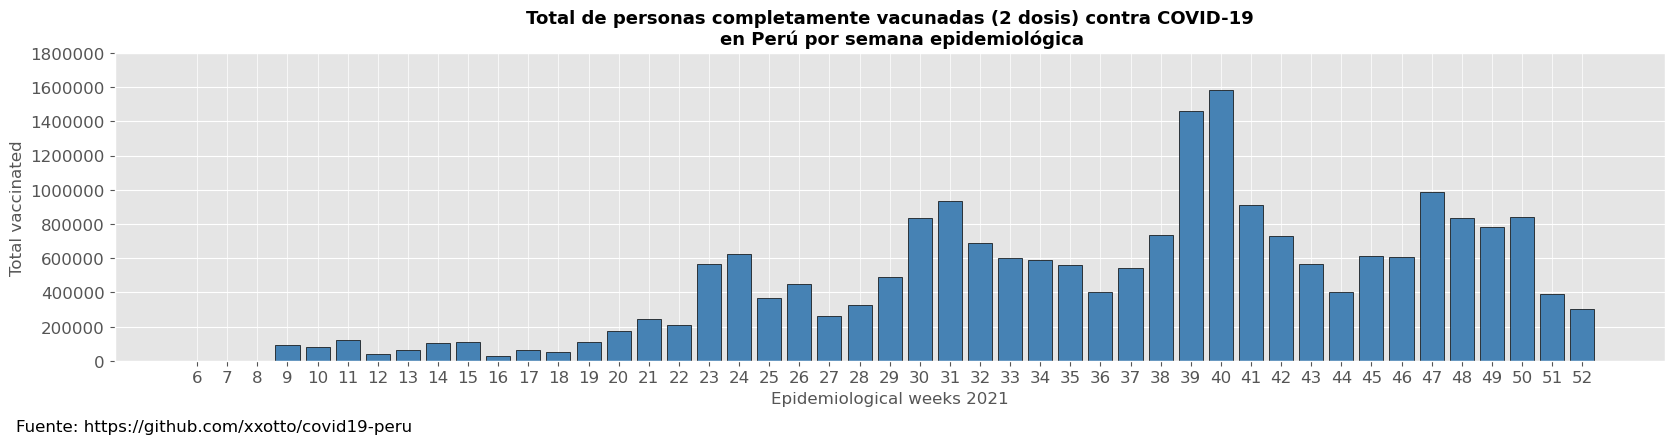 Total de personas completamente vacunadas (2 dosis) contra COVID-19
en Perú por semana epidemiológica
1800000
1600000
1400000
1200000
1000000
800000
600000
400000
200000
0
Total vaccinated
6 7 8 9 10 11 12 13 14 15 16 17 18 19 20 21 22 23 24 25 26 27 28 29 30 31 32 33 34 35 36 37 38 39 40 41 42 43 44 45 46 47 48 49 50 51 52
Epidemiological weeks 2021
Fuente: https://github.com/xxotto/covid19-peru